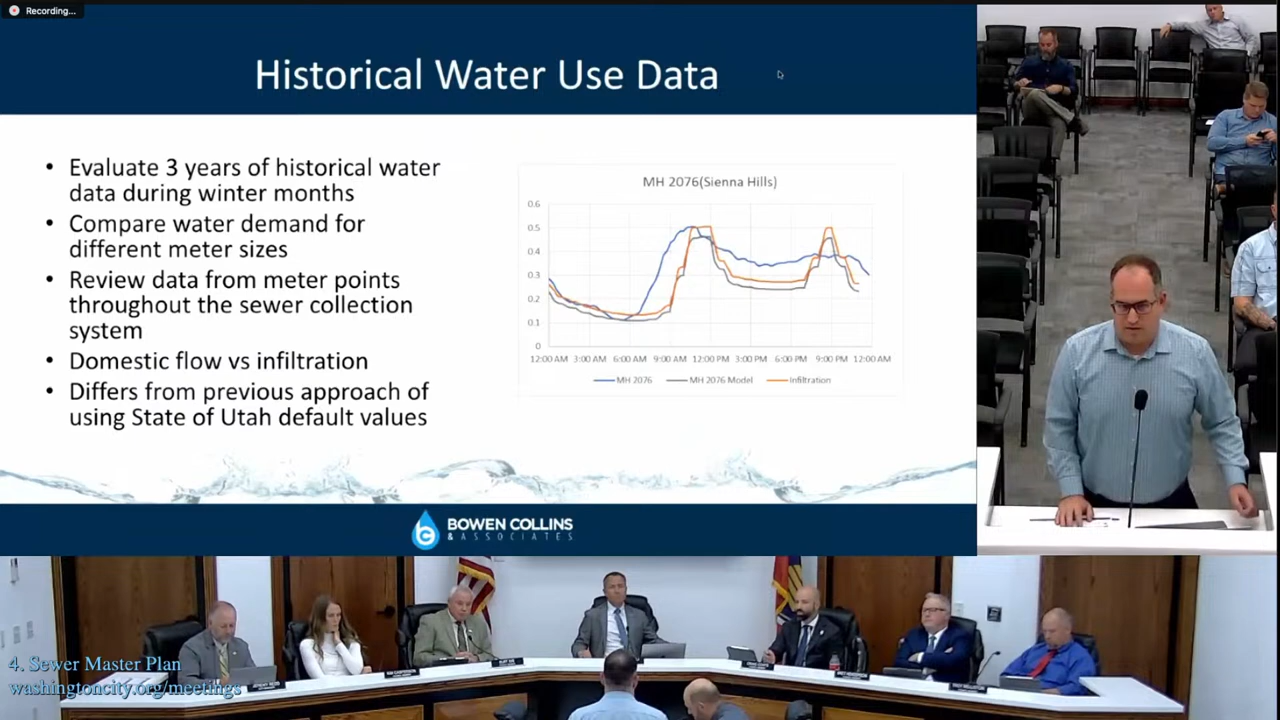 Recording...
Historical Water Use Data
• Evaluate 3 years of historical water
data during winter months
• Compare water demand for
different meter sizes
• Review data from meter points
throughout the sewer collection
system
• Domestic flow vs infiltration
• Differs from previous approach of
using State of Utah default values
MH 2076(Sienna Hills)
0.6
0.5
0.4
0.3
0.2
0.1
0
12:00 AM 3:00 AM 6:00 AM 9:00 AM 12:00 PM 3:00 PM 6:00 PM 9:00 PM 12:00 AM
MH 2076 MH 2076 Model Infiltration
BOWEN COLLINS
& ASSOCIATES
4. Sewer Master Plan
washingtoncity.org/meetings